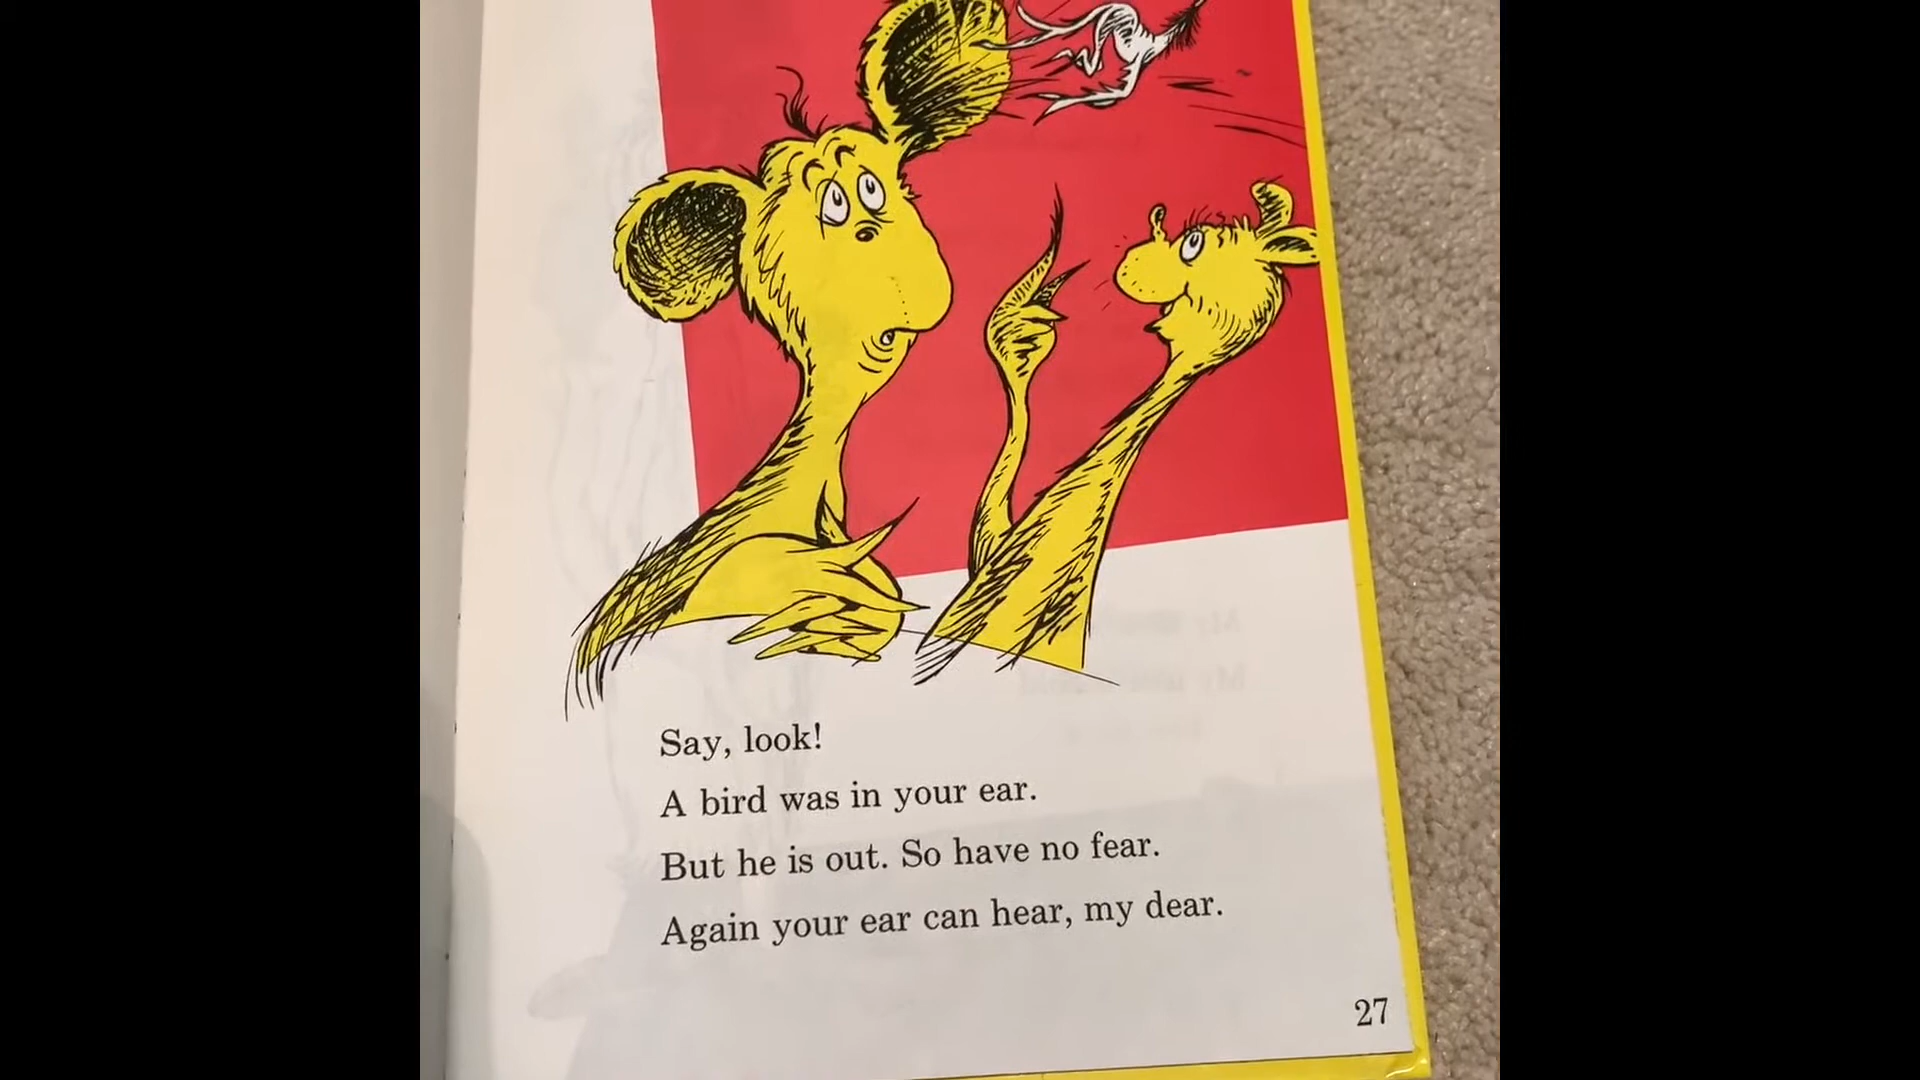 Say, look!
A bird was in your ear.
But he is out. So have no fear.
Again your ear can hear, my dear.
27